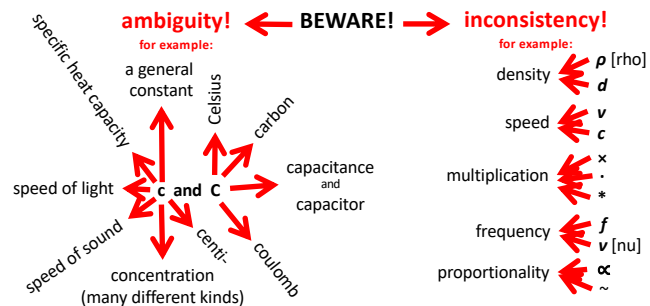 ambiguity! BEWARE! inconsistency!
for example:
for example:
specific heat capacity
a general
constant
Celsius
carbon
speed of light
c and C
capacitance
and
capacitor
speed of sound
centi-
coulomb
concentration
(many different kinds)
density
ρ [rho]
d
speed
v
c
multiplication
×
·
*
frequency
f
ν [nu]
proportionality
∝
~